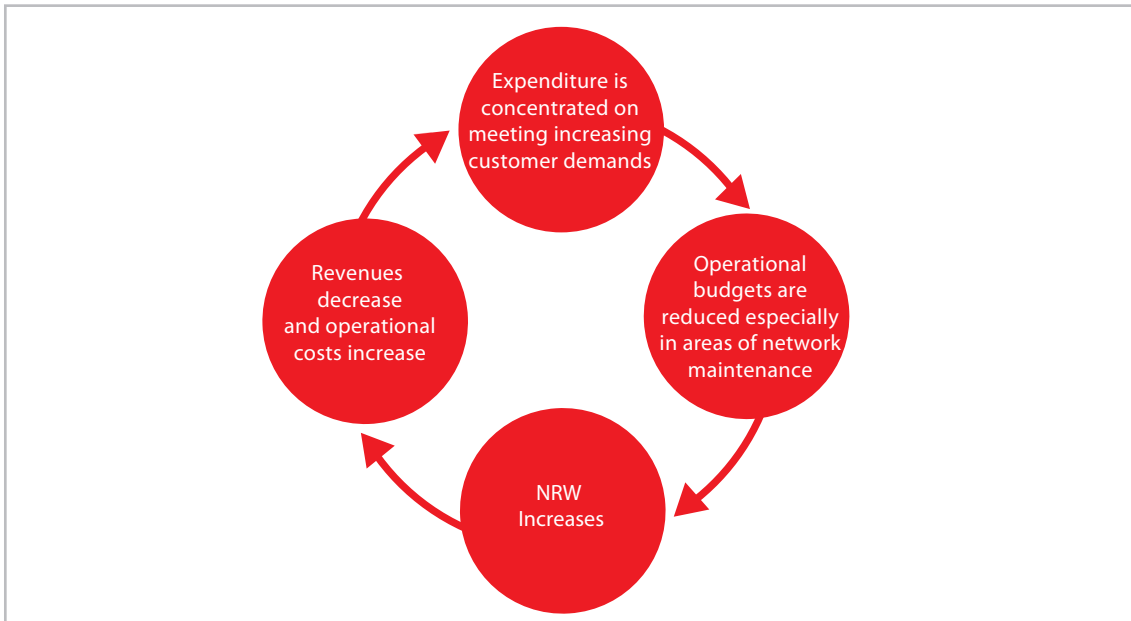 Expenditure is
concentrated on
meeting increasing
customer demands
Operational
budgets are
reduced especially
in areas of network
maintenance
NRW
Increases
Revenues
decrease
and operational
costs increase